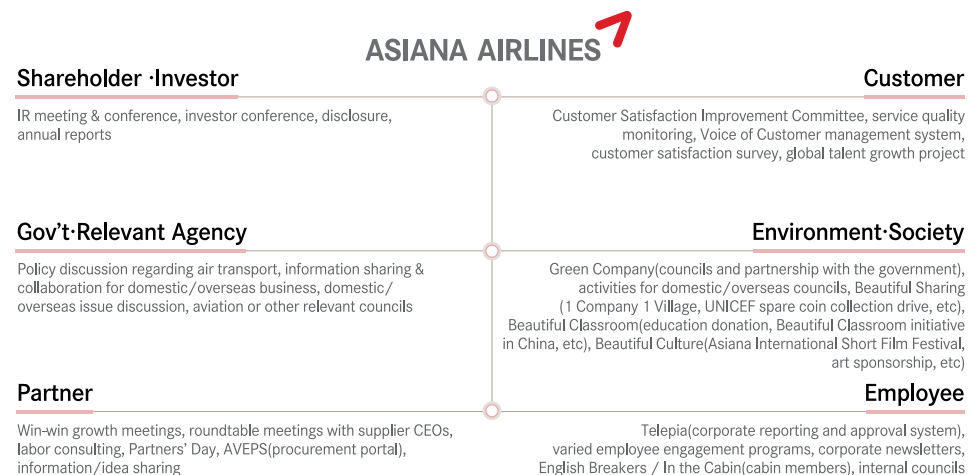 ASIANA AIRLINES
Shareholder ·Investor
IR meeting & conference, investor conference, disclosure,
annual reports
Customer
Customer Satisfaction Improvement Committee, service quality
monitoring, Voice of Customer management system,
customer satisfaction survey, global talent growth project
Gov't·Relevant Agency
Policy discussion regarding air transport, information sharing &
collaboration for domestic/overseas business, domestic/
overseas issue discussion, aviation or other relevant councils
Environment·Society
Green Company(councils and partnership with the government),
activities for domestic/overseas councils, Beautiful Sharing
(1 Company 1 Village, UNICEF spare coin collection drive, etc),
Beautiful Classroom(education donation, Beautiful Classroom initiative
in China, etc), Beautiful Culture(Asiana International Short Film Festival,
art sponsorship, etc)
Partner
Win-win growth meetings, roundtable meetings with supplier CEOs,
labor consulting, Partners' Day, AVEPS(procurement portal),
information/idea sharing
Employee
Telepia(corporate reporting and approval system),
varied employee engagement programs, corporate newsletters,
English Breakers / In the Cabin(cabin members), internal councils